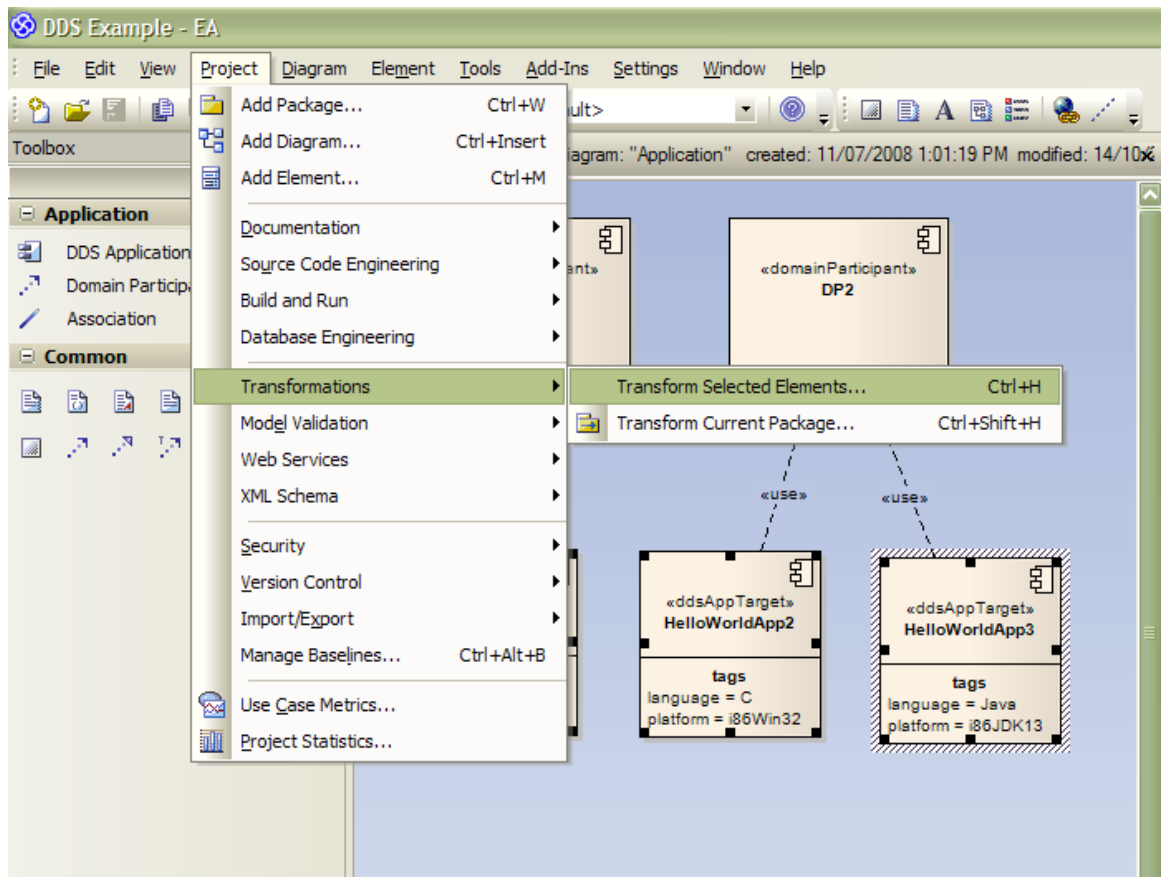 DDS Example - EA
File Edit View Project Diagram Element Tools Add-Ins Settings Window Help
Toolbox
iagram: "Application" created: 11/07/2008 1:01:19 PM modified: 14/10
Application
DDS Application
Domain Particip
Association
Common
Add Package... Ctrl+W
Add Diagram... Ctrl+Insert
Add Element... Ctrl+M
Documentation
Source Code Engineering
Build and Run
Database Engineering
Transformations
Model Validation
Web Services
XML Schema
Security
Version Control
Import/Export
Manage Baselines... Ctrl+Alt+B
Use Case Metrics...
Project Statistics...
Transform Selected Elements... Ctrl+H
Transform Current Package... Ctrl+Shift+H
ult>
ant»
«domainParticipant»
DP2
«use»
«use»
«ddsAppTarget»
HelloWorldApp2
tags
language = C
platform = i86Win32
«ddsAppTarget»
HelloWorldApp3
tags
language = Java
platform = i86JDK13